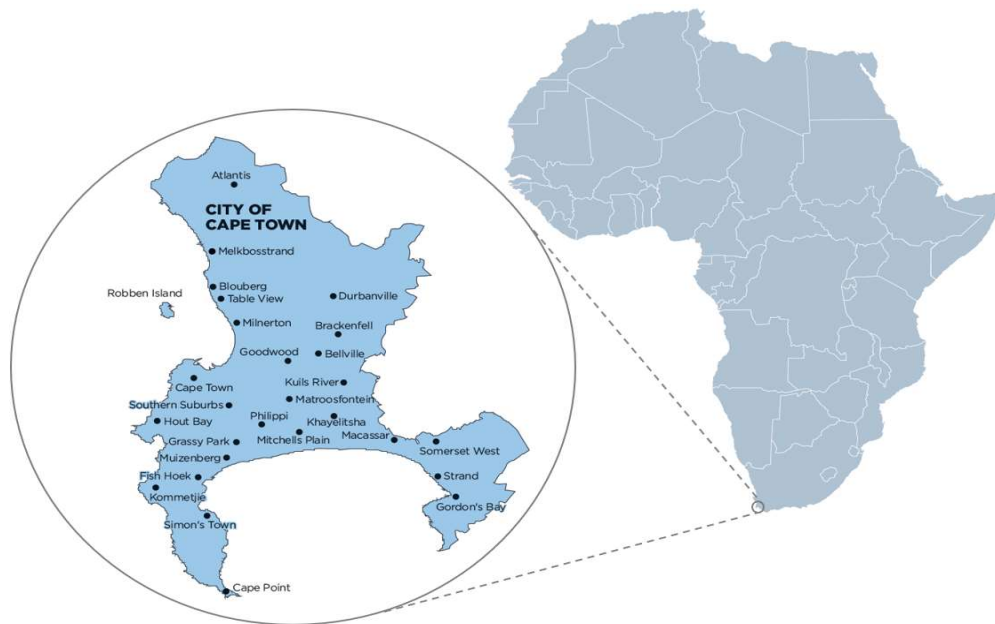 Atlantis
CITY OF
CAPE TOWN
Melkbosstrand
Blouberg
Robben Island
Table View
Durbanville
Milnerton
Brackenfell
Goodwood
Bellville
Cape Town
Kuils River
Matroosfontein
Southern Suburbs
Hout Bay
Philippi
Khayelitsha
Grassy Park
Mitchells Plain
Macassar
Somerset West
Muizenberg
Fish Hoek
Strand
Kommetjie
Gordon's Bay
Simon's Town
Cape Point